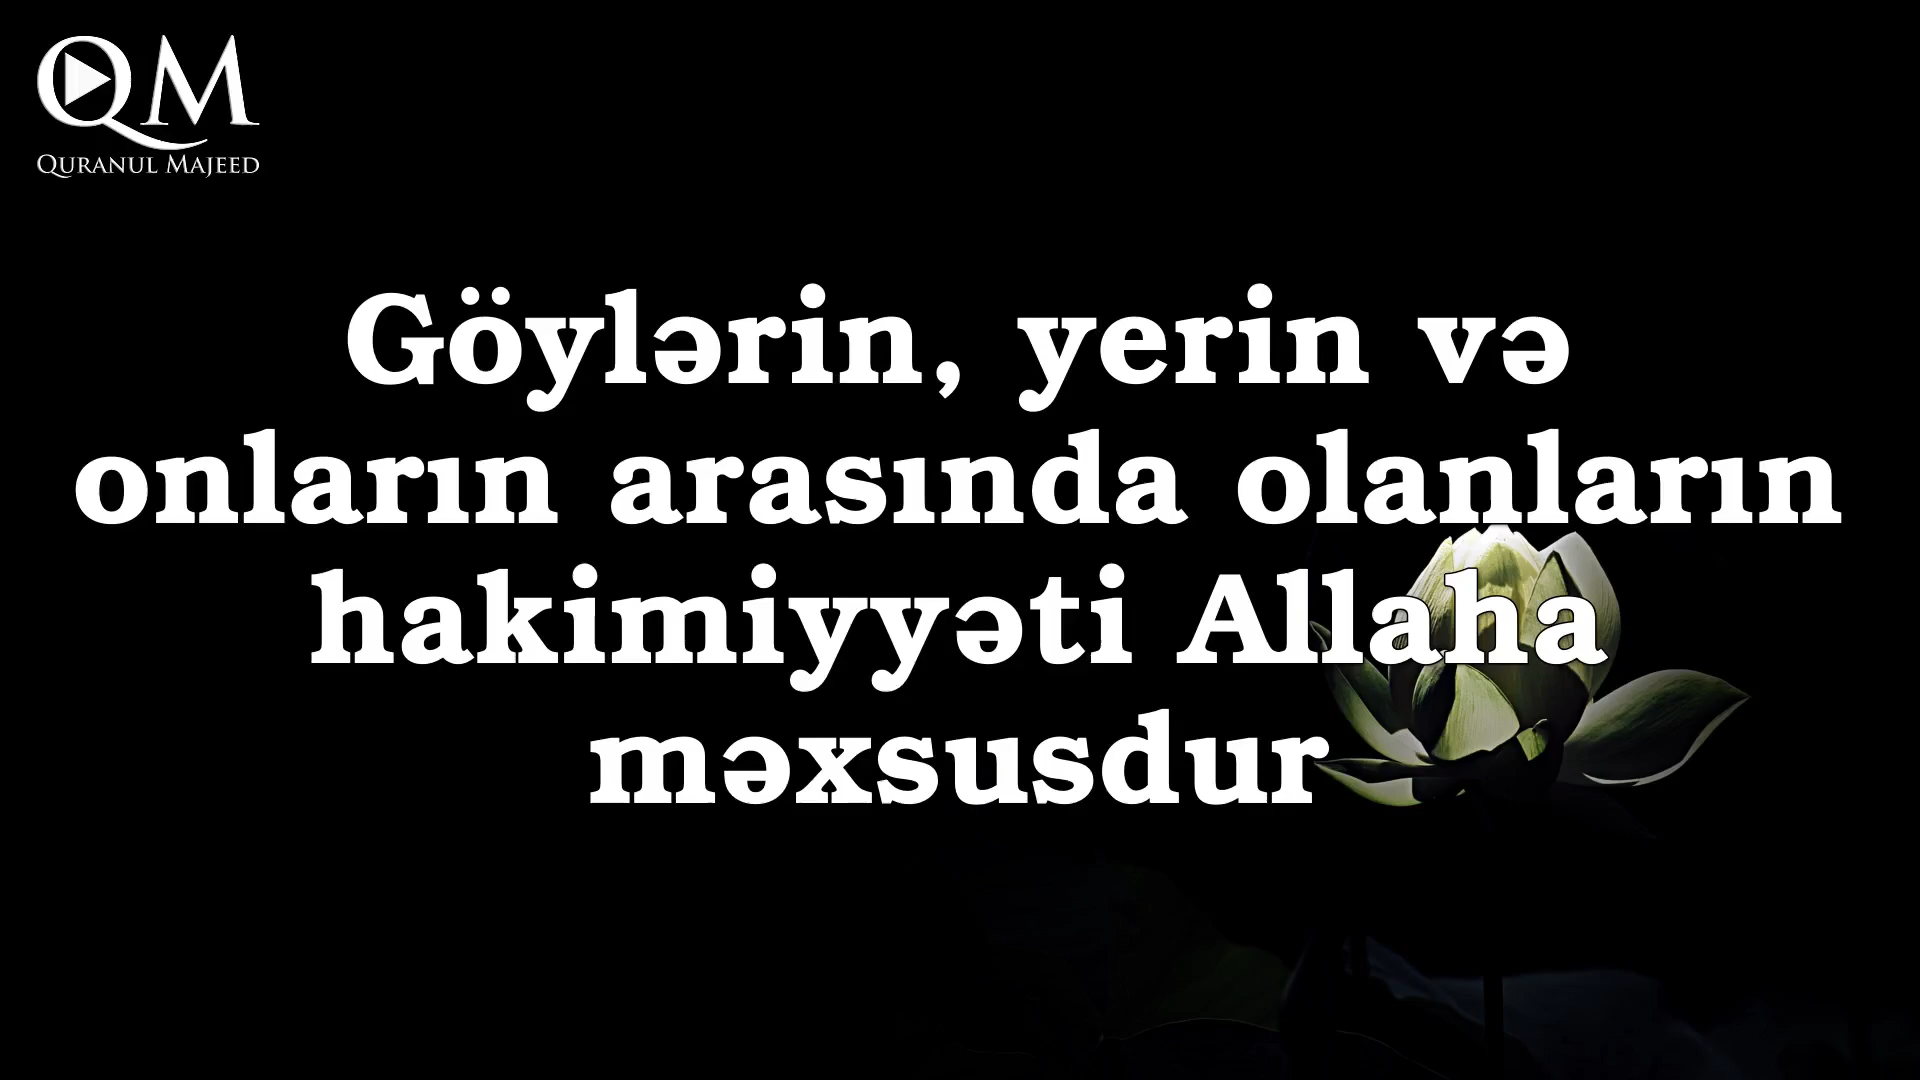 QM
QURANUL MAJEED
Göylərin, yerin və
onların arasında olanların
hakimiyyəti Allaha
məxsusdur